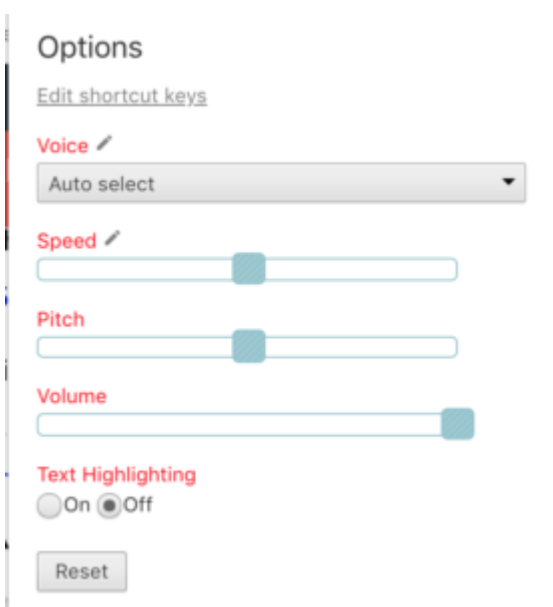 Options
Edit shortcut keys
Voice
Auto select
Speed
Pitch
Volume
Text Highlighting
On Off
Reset